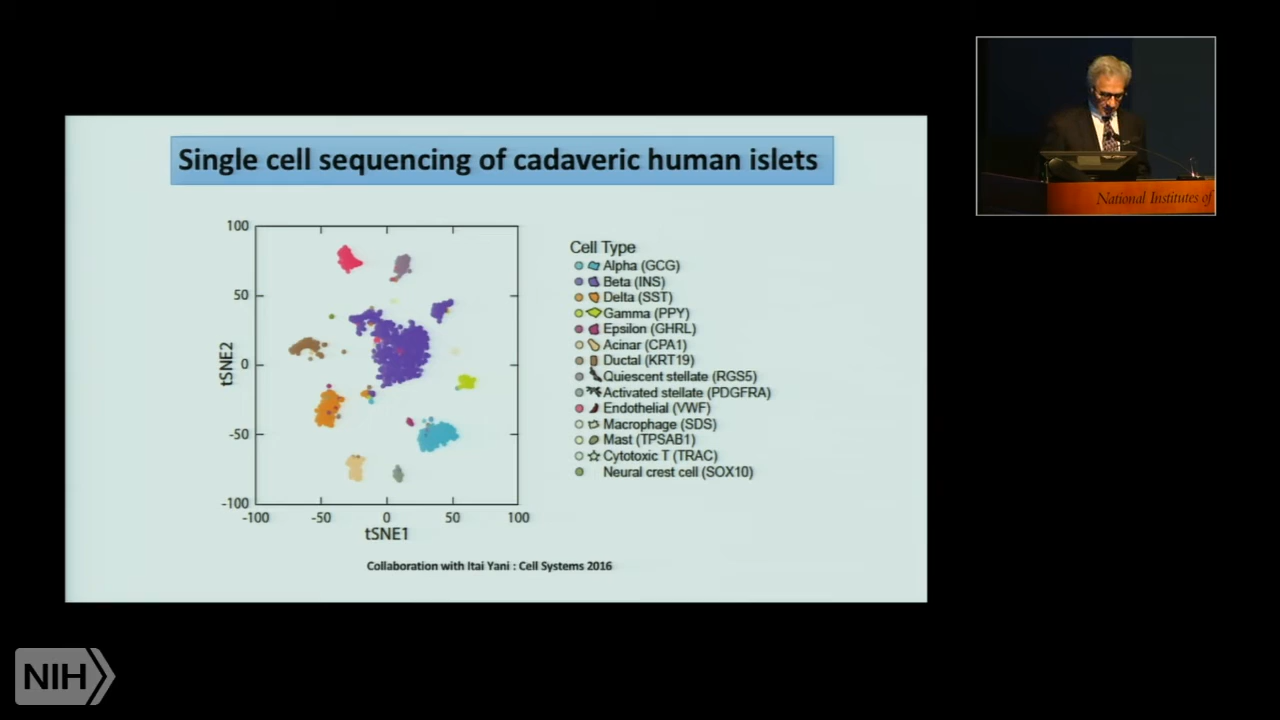 Single cell sequencing of cadaveric human islets
100
50
0
-50
-100
tSNE2
-100 -50 0 50 100
tSNE1
Cell Type
Alpha (GCG)
Beta (INS)
Delta (SST)
Gamma (PPY)
Epsilon (GHRL)
Acinar (CPA1)
Ductal (KRT19)
Quiescent stellate (RGS5)
Activated stellate (PDGFRA)
Endothelial (VWF)
Macrophage (SDS)
Mast (TPSAB1)
Cytotoxic T (TRAC)
Neural crest cell (SOX10)
Collaboration with Itai Yani : Cell Systems 2016
National Institutes of
NIH